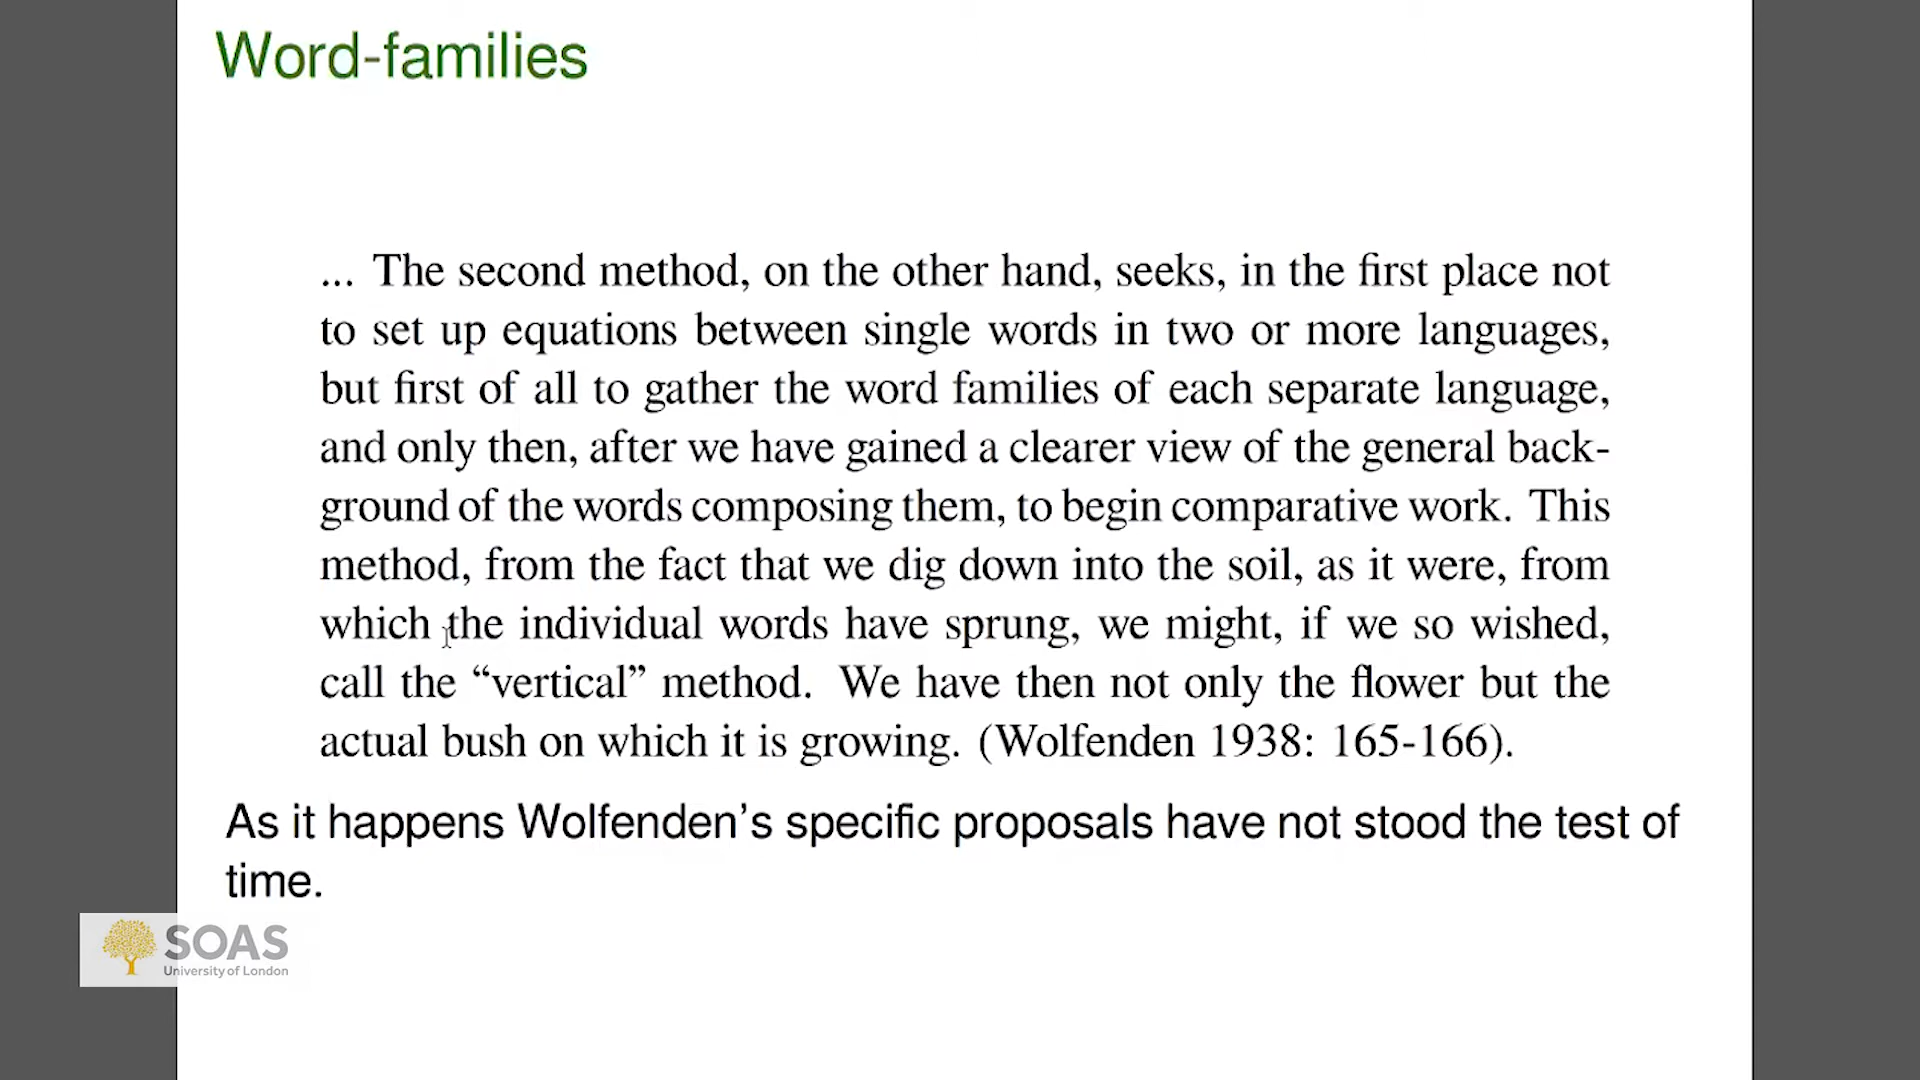 Word-families
... The second method, on the other hand, seeks, in the first place not
to set up equations between single words in two or more languages,
but first of all to gather the word families of each separate language,
and only then, after we have gained a clearer view of the general back-
ground of the words composing them, to begin comparative work. This
method, from the fact that we dig down into the soil, as it were, from
which the individual words have sprung, we might, if we so wished,
call the “vertical” method. We have then not only the flower but the
actual bush on which it is growing. (Wolfenden 1938: 165-166).
As it happens Wolfenden’s specific proposals have not stood the test of
time.
SOAS
University of London